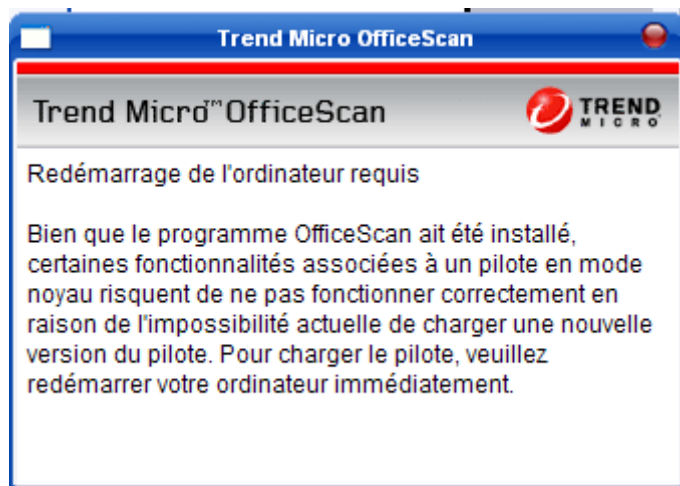 Trend Micro OfficeScan
Trend Micro™ OfficeScan
TREND
MICRO
Redémarrage de l'ordinateur requis
Bien que le programme OfficeScan ait été installé,
certaines fonctionnalités associées à un pilote en mode
noyau risquent de ne pas fonctionner correctement en
raison de l'impossibilité actuelle de charger une nouvelle
version du pilote. Pour charger le pilote, veuillez
redémarrer votre ordinateur immédiatement.